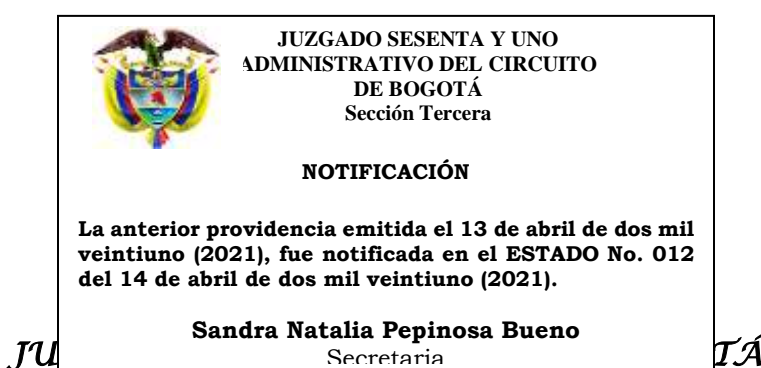 JUZGADO SESENTA Y UNO
ADMINISTRATIVO DEL CIRCUITO
DE BOGOTÁ
Sección Tercera
NOTIFICACIÓN
La anterior providencia emitida el 13 de abril de dos mil
veintiuno (2021), fue notificada en el ESTADO No. 012
del 14 de abril de dos mil veintiuno (2021).
Sandra Natalia Pepinosa Bueno
Secretaria
JU TÁ